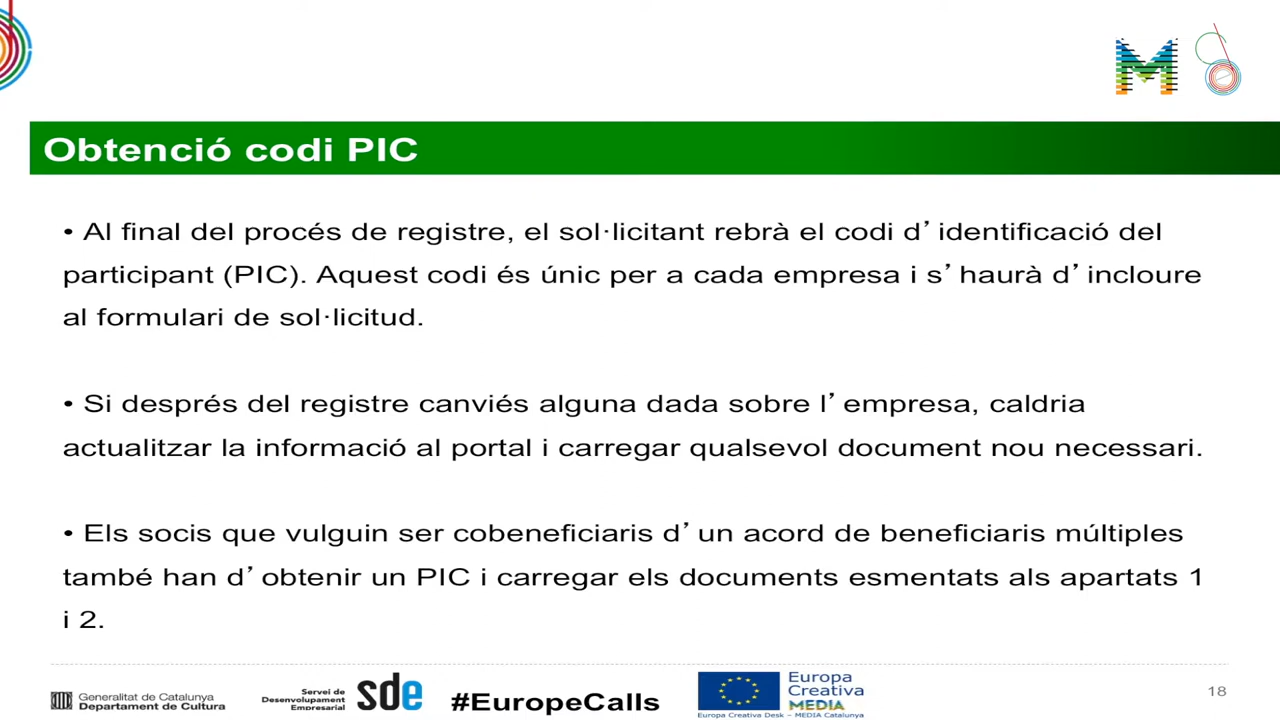 Obtenció codi PIC
• Al final del procés de registre, el sol·licitant rebrà el codi d’identificació del
participant (PIC). Aquest codi és únic per a cada empresa i s’haurà d’incloure
al formulari de sol·licitud.
• Si després del registre canviés alguna dada sobre l’empresa, caldria
actualitzar la informació al portal i carregar qualsevol document nou necessari.
• Els socis que vulguin ser cobeneficiaris d’un acord de beneficiaris múltiples
també han d’obtenir un PIC i carregar els documents esmentats als apartats 1
i 2.
Generalitat de Catalunya
Departament de Cultura
Servei de
Desenvolupament
Empresarial
sde
#EuropeCalls
Europa
Creativa
MEDIA
Europa Creative Desk – MEDIA Catalunya
18